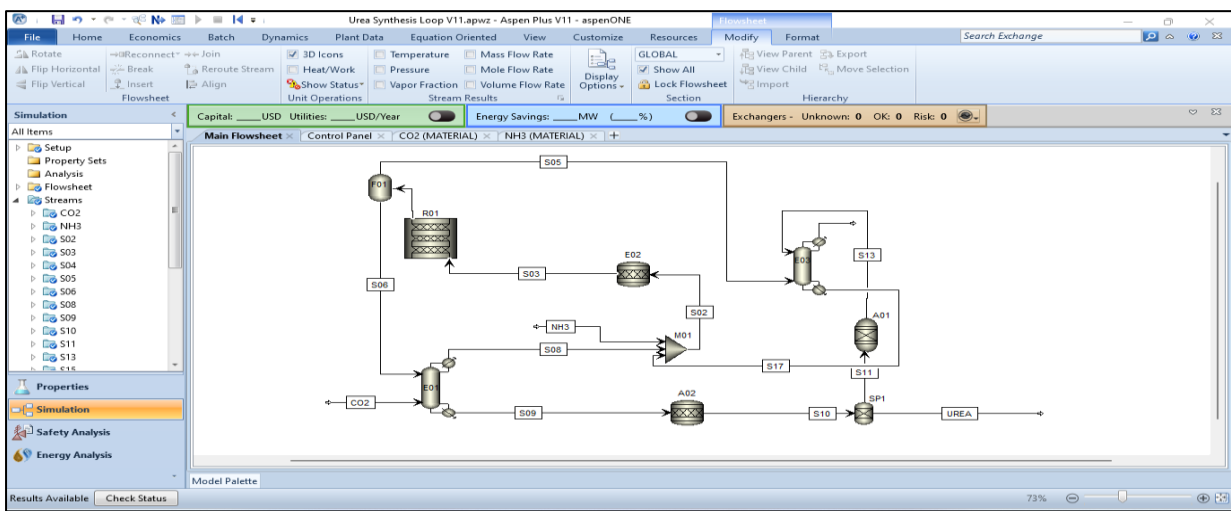 Urea Synthesis Loop V11.apwz - Aspen Plus V11 - aspenONE
Flowsheet
File Home Economics Batch Dynamics Plant Data Equation Oriented View Customize Resources Modify Format Search Exchange
Rotate Reconnect Join 3D Icons Temperature Mass Flow Rate GLOBAL View Parent Export
Flip Horizontal Break Reroute Stream Heat/Work Pressure Mole Flow Rate Display Options Show All View Child Move Selection
Flip Vertical Insert Align Show Status Vapor Fraction Volume Flow Rate Lock Flowsheet Import
Flowsheet Unit Operations Stream Results Section Hierarchy
Simulation
Capital: ____USD Utilities: ____USD/Year Energy Savings: ____MW (____%) Exchangers - Unknown: 0 OK: 0 Risk: 0
All Items
Main Flowsheet Control Panel CO2 (MATERIAL) NH3 (MATERIAL) +
Setup
Property Sets
Analysis
Flowsheet
Streams
CO2
NH3
S02
S03
S04
S05
S06
S08
S09
S10
S11
S13
S15
Properties
Simulation
Safety Analysis
Energy Analysis
S05
F01
R01
E02
E03
S13
S03
S06
S02
A01
NH3
M01
S08
S17
S11
E01
CO2
A02
SP1
S09
S10
UREA
Model Palette
Results Available Check Status 73%